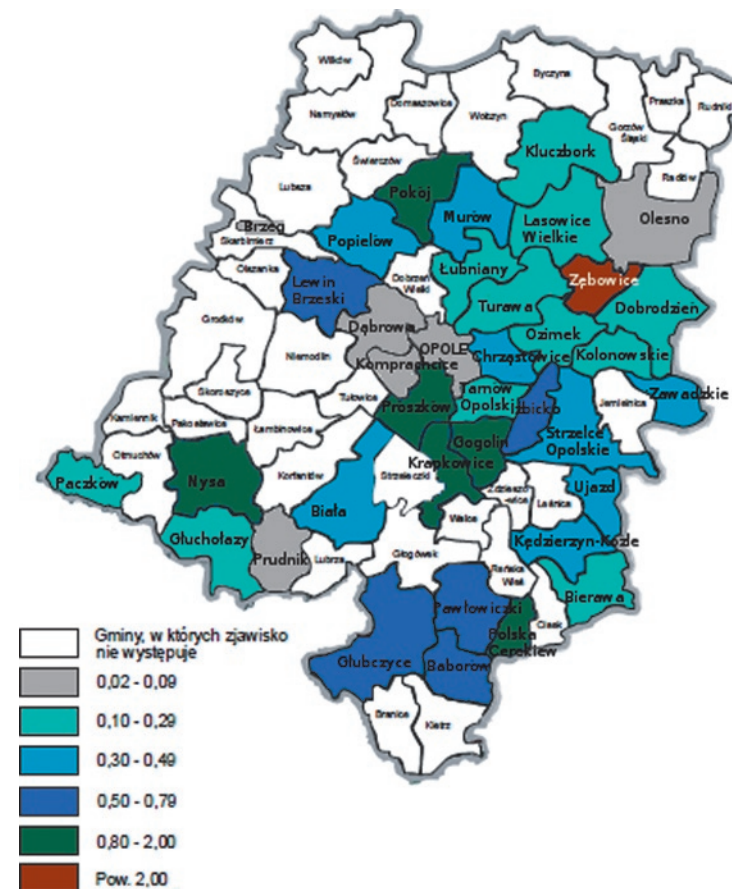 Wilków
Byczyna
Namysłów
Domaszowice
Wołczyn
Praszka
Rudniki
Gorzów
Śląski
Kluczbork
Świerczów
Radłów
Lubsza
Pokój
Murów
Lasowice
Wielkie
Olesno
Brzeg
Skarbimierz
Popielów
Olszanka
Lewin
Brzeski
Dobrzeń
Wielki
Łubniany
Zębowice
Turawa
Dobrodzień
Grodków
Dąbrowa
Niemodlin
OPOLE
Ozimek
Chrząstowice
Kolonowskie
Komprachcice
Skoroszyce
Tułowice
Tarnów
Opolski
Izbicko
Jemielnica
Zawadzkie
Kamiennik
Pakosławice
Łambinowice
Prószków
Gogolin
Strzelce
Opolskie
Otmuchów
Krapkowice
Paczków
Nysa
Korfantów
Strzeleczki
Zdzieszo-
-wice
Leśnica
Ujazd
Biała
Walce
Głuchołazy
Prudnik
Lubrza
Głogówek
Kędzierzyn-Koźle
Reńska
Wieś
Bierawa
Pawłowiczki
Cisek
Polska
Cerekiew
Głubczyce
Baborów
Branice
Kietrz
Gminy, w których zjawisko
nie występuje
0,02 - 0,09
0,10 - 0,29
0,30 - 0,49
0,50 - 0,79
0,80 - 2,00
Pow. 2,00